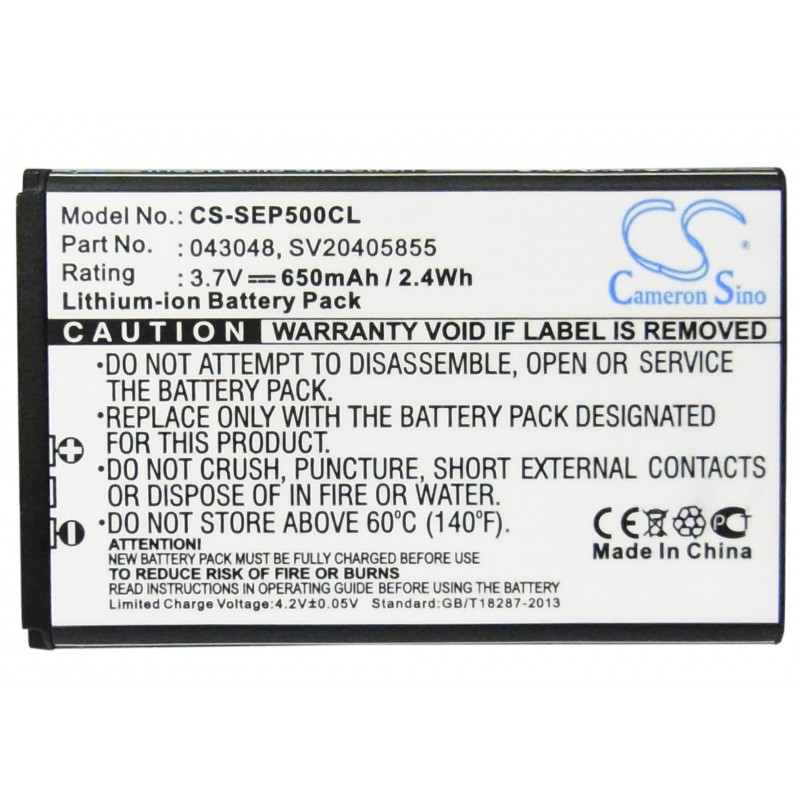 CS
Cameron Sino
Model No.: CS-SEP500CL
Part No. : 043048, SV20405855
Rating : 3.7V 650mAh / 2.4Wh
Lithium-ion Battery Pack
CAUTION WARRANTY VOID IF LABEL IS REMOVED
•DO NOT ATTEMPT TO DISASSEMBLE, OPEN OR SERVICE
THE BATTERY PACK.
•REPLACE ONLY WITH THE BATTERY PACK DESIGNATED
FOR THIS PRODUCT.
•DO NOT CRUSH, PUNCTURE, SHORT EXTERNAL CONTACTS
OR DISPOSE OF IN FIRE OR WATER.
•DO NOT STORE ABOVE 60°C (140°F).
ATTENTION!
NEW BATTERY PACK MUST BE FULLY CHARGED BEFORE USE
RISK OF FIRE OR BURNS
READ INSTRUCTIONS IN OPERATING GUIDE BEFORE USE
Limited Charge Voltage:4.2V±0.05V Standard:GB/T18287-2013
CE PCT
Made In China